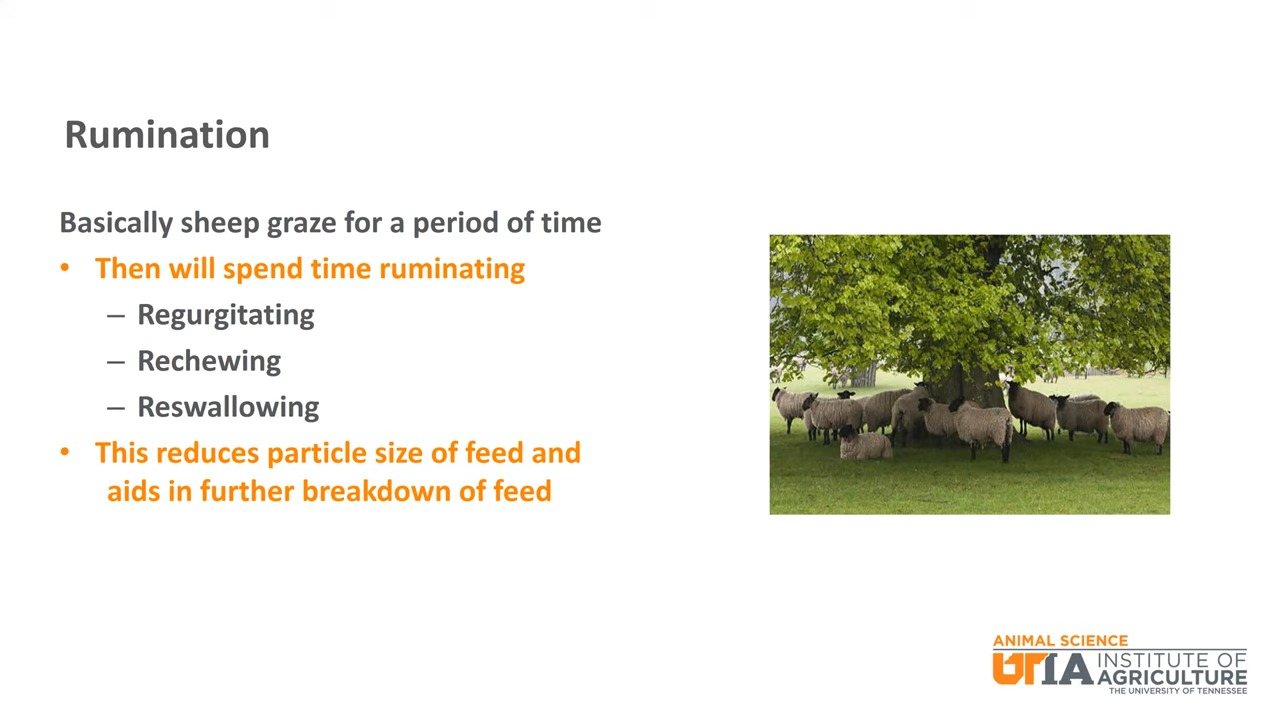 Rumination
Basically sheep graze for a period of time
• Then will spend time ruminating
– Regurgitating
– Rechewing
– Reswallowing
• This reduces particle size of feed and
aids in further breakdown of feed
ANIMAL SCIENCE
UTIA INSTITUTE OF
AGRICULTURE
THE UNIVERSITY OF TENNESSEE